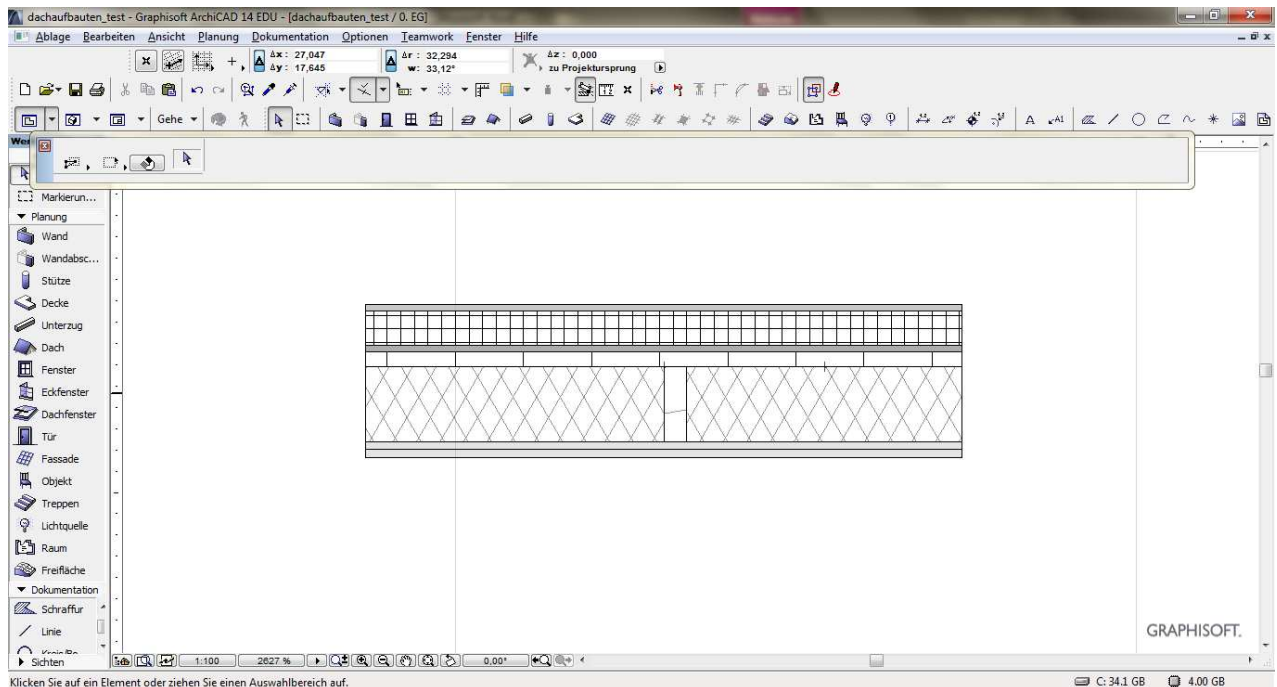 dachaufbauten_test - Graphisoft ArchiCAD 14 EDU - [dachaufbauten_test / 0. EG]
Ablage Bearbeiten Ansicht Planung Dokumentation Optionen Teamwork Fenster Hilfe
Δx: 27,047 Δr: 32,294 Δz: 0,000
Δy: 17,645 w: 33,12° zu Projektursprung
Gehe
Markierun...
Planung
Wand
Wandabsc...
Stütze
Decke
Unterzug
Dach
Fenster
Eckfenster
Dachfenster
Tür
Fassade
Objekt
Treppen
Lichtquelle
Raum
Freifläche
Dokumentation
Schraffur
Linie
GRAPHISOFT.
Sichten 1:100 2627 % 0,00°
Klicken Sie auf ein Element oder ziehen Sie einen Auswahlbereich auf. C: 34.1 GB 4.00 GB